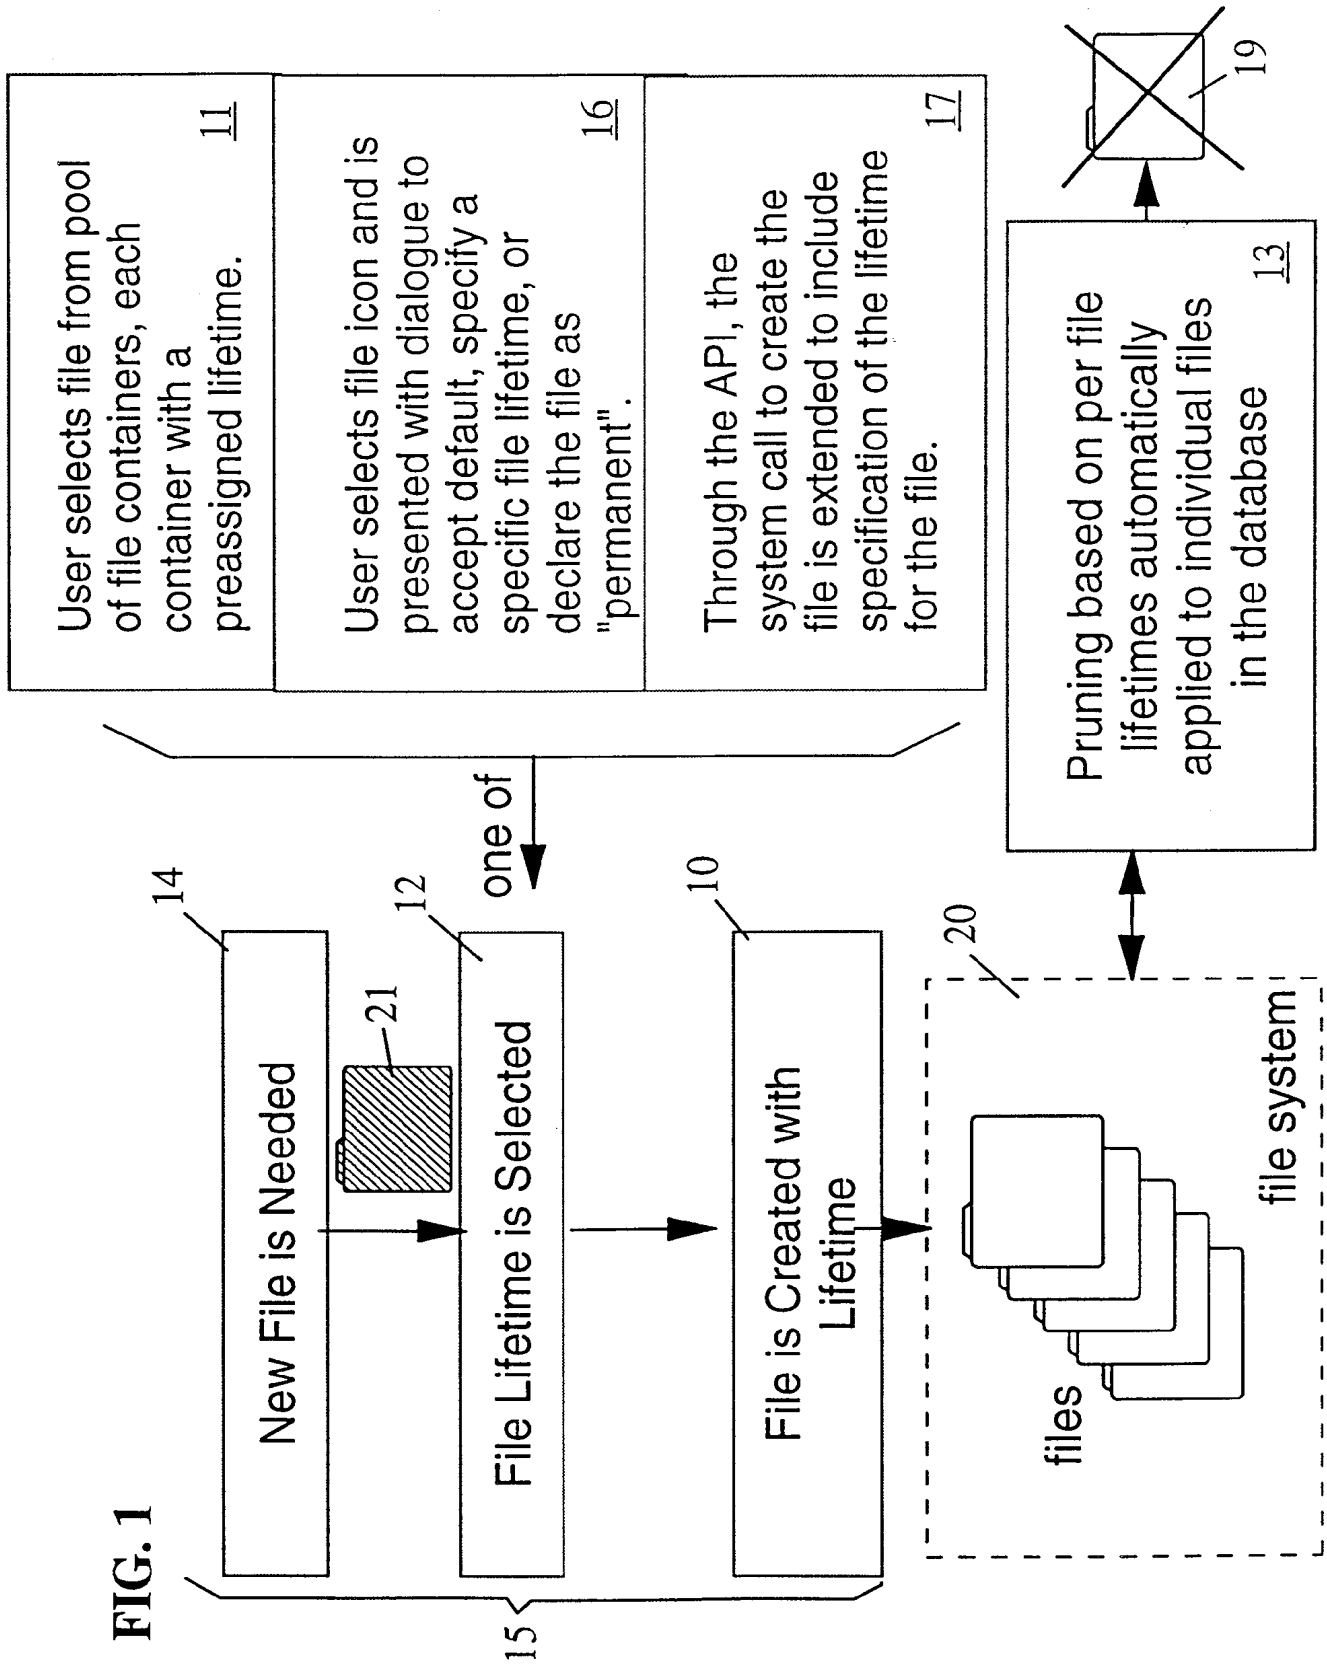 FIG. 1
14
New File is Needed
21
12
File Lifetime is Selected
one of
10
File is Created with
Lifetime
15
User selects file from pool
of file containers, each
container with a
preassigned lifetime.
11
User selects file icon and is
presented with dialogue to
accept default, specify a
specific file lifetime, or
declare the file as
"permanent".
16
Through the API, the
system call to create the
file is extended to include
specification of the lifetime
for the file.
17
20
files
file system
Pruning based on per file
lifetimes automatically
applied to individual files
in the database
13
19